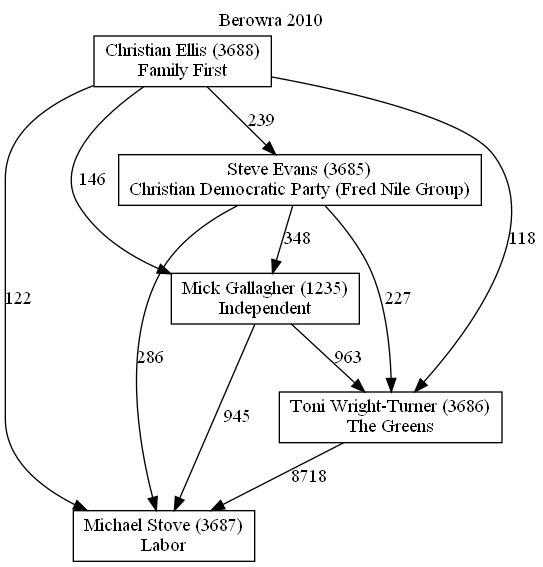 Berowra 2010
Christian Ellis (3688)
Family First
239
146
Steve Evans (3685)
Christian Democratic Party (Fred Nile Group)
348
118
122
Mick Gallagher (1235)
Independent
227
286
963
945
Toni Wright-Turner (3686)
The Greens
8718
Michael Stove (3687)
Labor